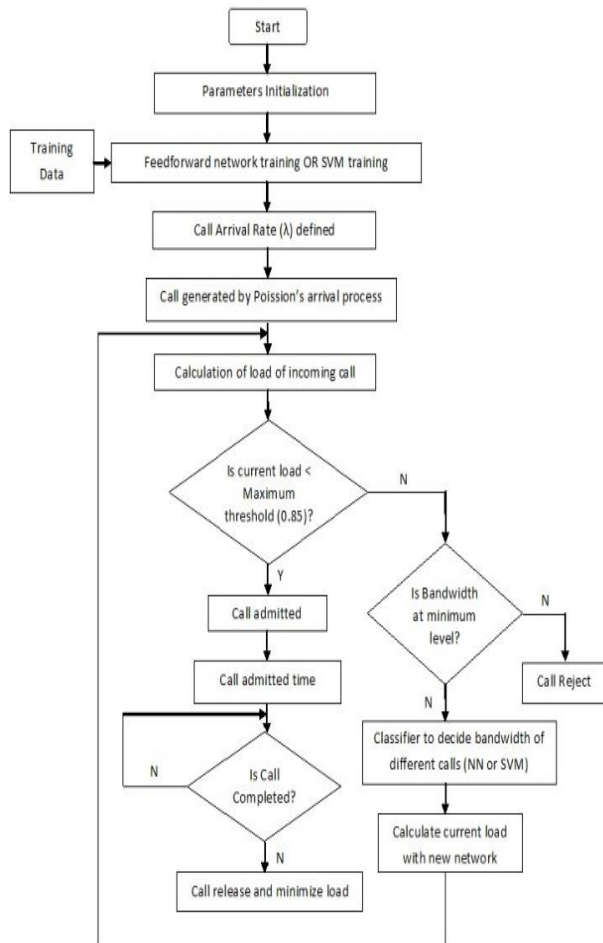 Start
Parameters Initialization
Training
Data
Feedforward network training OR SVM training
Call Arrival Rate (λ) defined
Call generated by Poission's arrival process
Calculation of load of incoming call
Is current load <
Maximum
threshold (0.85)?
N
Y
Is Bandwidth
at minimum
level?
N
Call admitted
Call Reject
Call admitted time
N
Classifier to decide bandwidth of
different calls (NN or SVM)
N
Is Call
Completed?
Calculate current load
with new network
N
Call release and minimize load